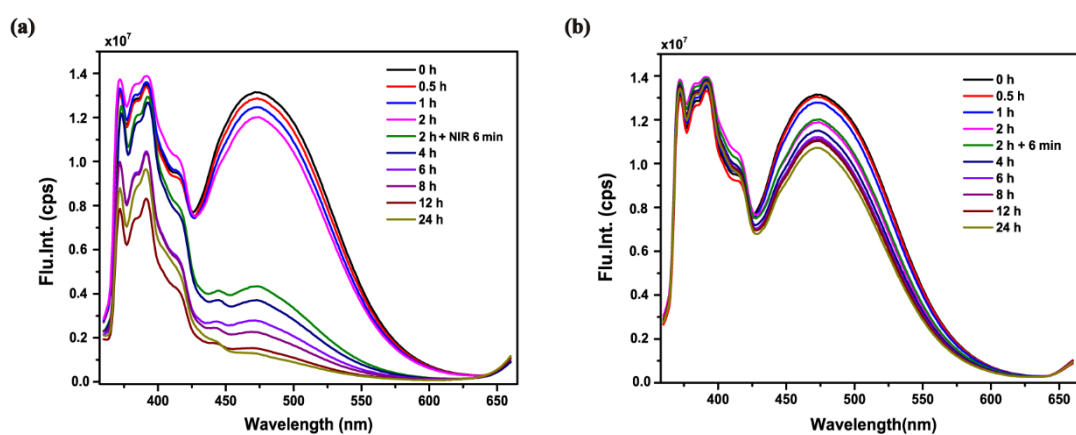 (a)
×10⁷
1.4
1.2
1.0
0.8
0.6
0.4
0.2
0.0
Flu.Int. (cps)
400 450 500 550 600 650
Wavelength (nm)
0 h
0.5 h
1 h
2 h
2 h + NIR 6 min
4 h
6 h
8 h
12 h
24 h
(b)
×10⁷
1.4
1.2
1.0
0.8
0.6
0.4
0.2
0.0
Flu.Int. (cps)
400 450 500 550 600 650
Wavelength(nm)
0 h
0.5 h
1 h
2 h
2 h + 6 min
4 h
6 h
8 h
12 h
24 h